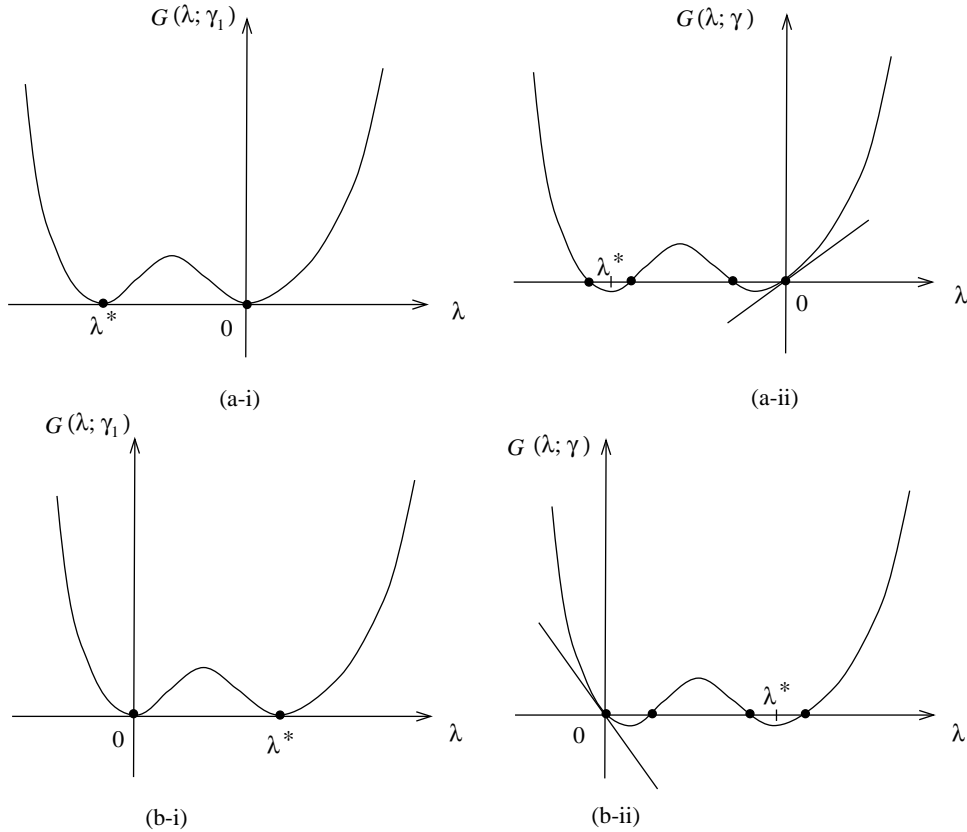 G (λ; γ₁)
λ*
0
λ
(a-i)
G (λ; γ)
λ*
0
λ
(a-ii)
G (λ; γ₁)
0
λ*
λ
(b-i)
G (λ; γ)
λ*
0
λ
(b-ii)